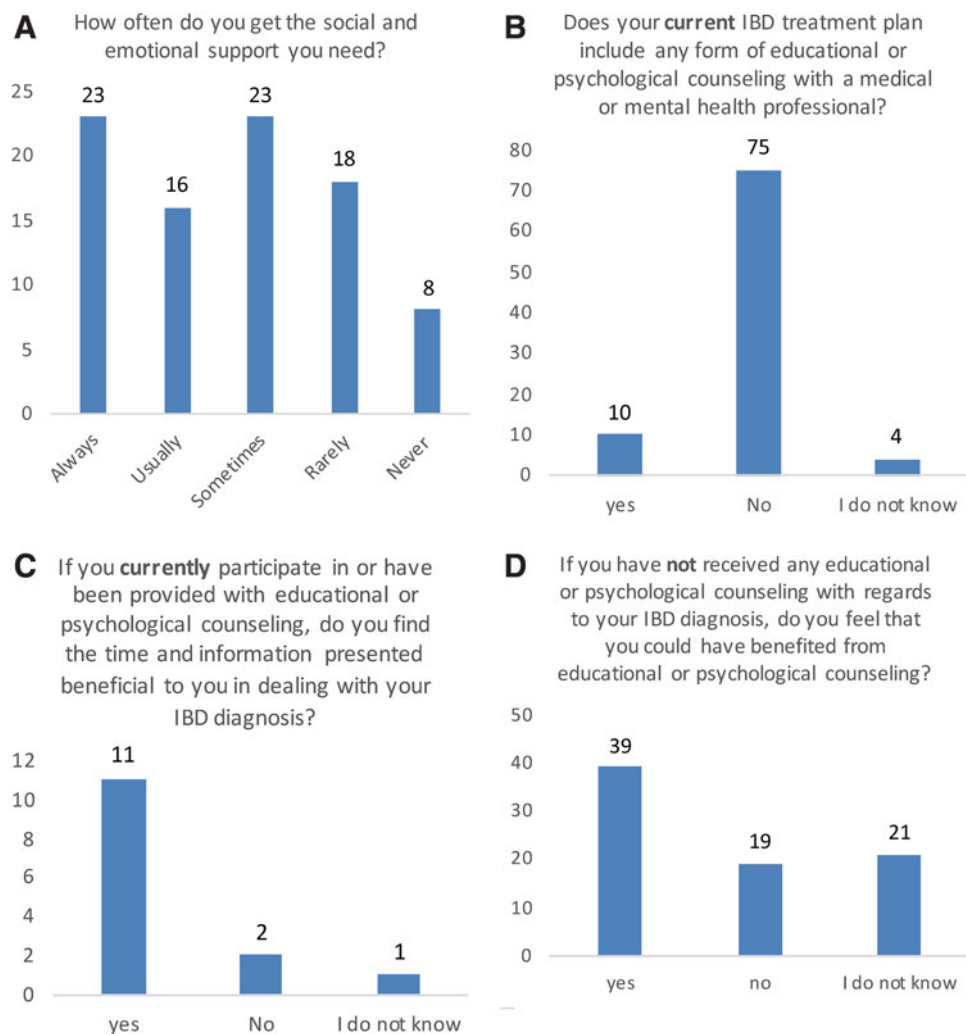 A
How often do you get the social and
emotional support you need?
25
20
15
10
5
0
23
16
23
18
8
Always
Usually
Sometimes
Rarely
Never
B
Does your current IBD treatment plan
include any form of educational or
psychological counseling with a medical
or mental health professional?
80
70
60
50
40
30
20
10
0
10
75
4
yes
No
I do not know
C
If you currently participate in or have
been provided with educational or
psychological counseling, do you find
the time and information presented
beneficial to you in dealing with your
IBD diagnosis?
12
10
8
6
4
2
0
11
2
1
yes
No
I do not know
D
If you have not received any educational
or psychological counseling with regards
to your IBD diagnosis, do you feel that
you could have benefited from
educational or psychological counseling?
50
40
30
20
10
0
39
19
21
yes
no
I do not know